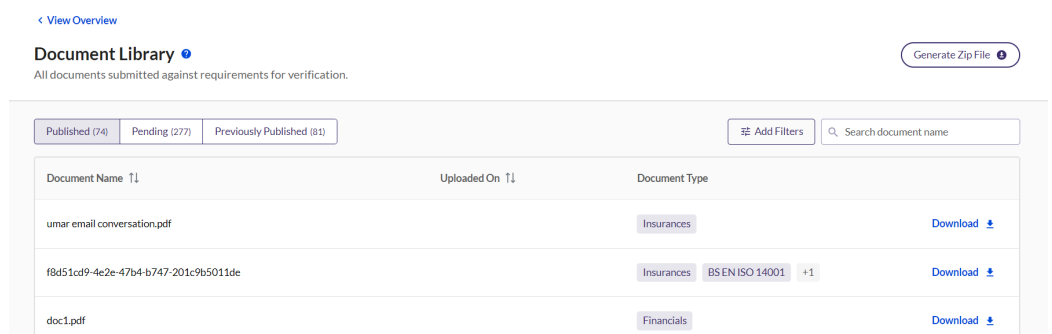 < View Overview
Document Library ?
All documents submitted against requirements for verification.
Generate Zip File
Published (74) Pending (277) Previously Published (81)
Add Filters Search document name
Document Name Uploaded On Document Type
umar email conversation.pdf Insurances Download
f8d51cd9-4e2e-47b4-b747-201c9b5011de Insurances BS EN ISO 14001 +1 Download
doc1.pdf Financials Download